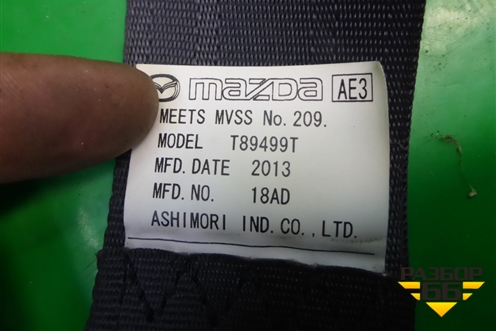 mazda AE3
MEETS MVSS No. 209.
MODEL T89499T
MFD. DATE 2013
MFD. NO. 18AD
ASHIMORI IND. CO., LTD.
РАЗБОР
66